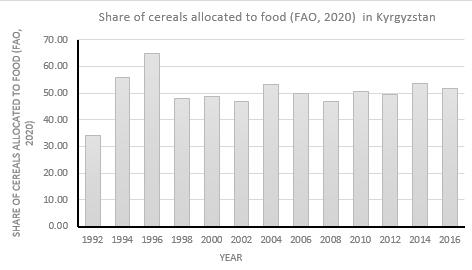 Share of cereals allocated to food (FAO, 2020)  in Kyrgyzstan
SHARE OF CEREALS ALLOCATED TO FOOD (FAO,
2020)
70.00
60.00
50.00
40.00
30.00
20.00
10.00
0.00
1992 1994 1996 1998 2000 2002 2004 2006 2008 2010 2012 2014 2016
YEAR